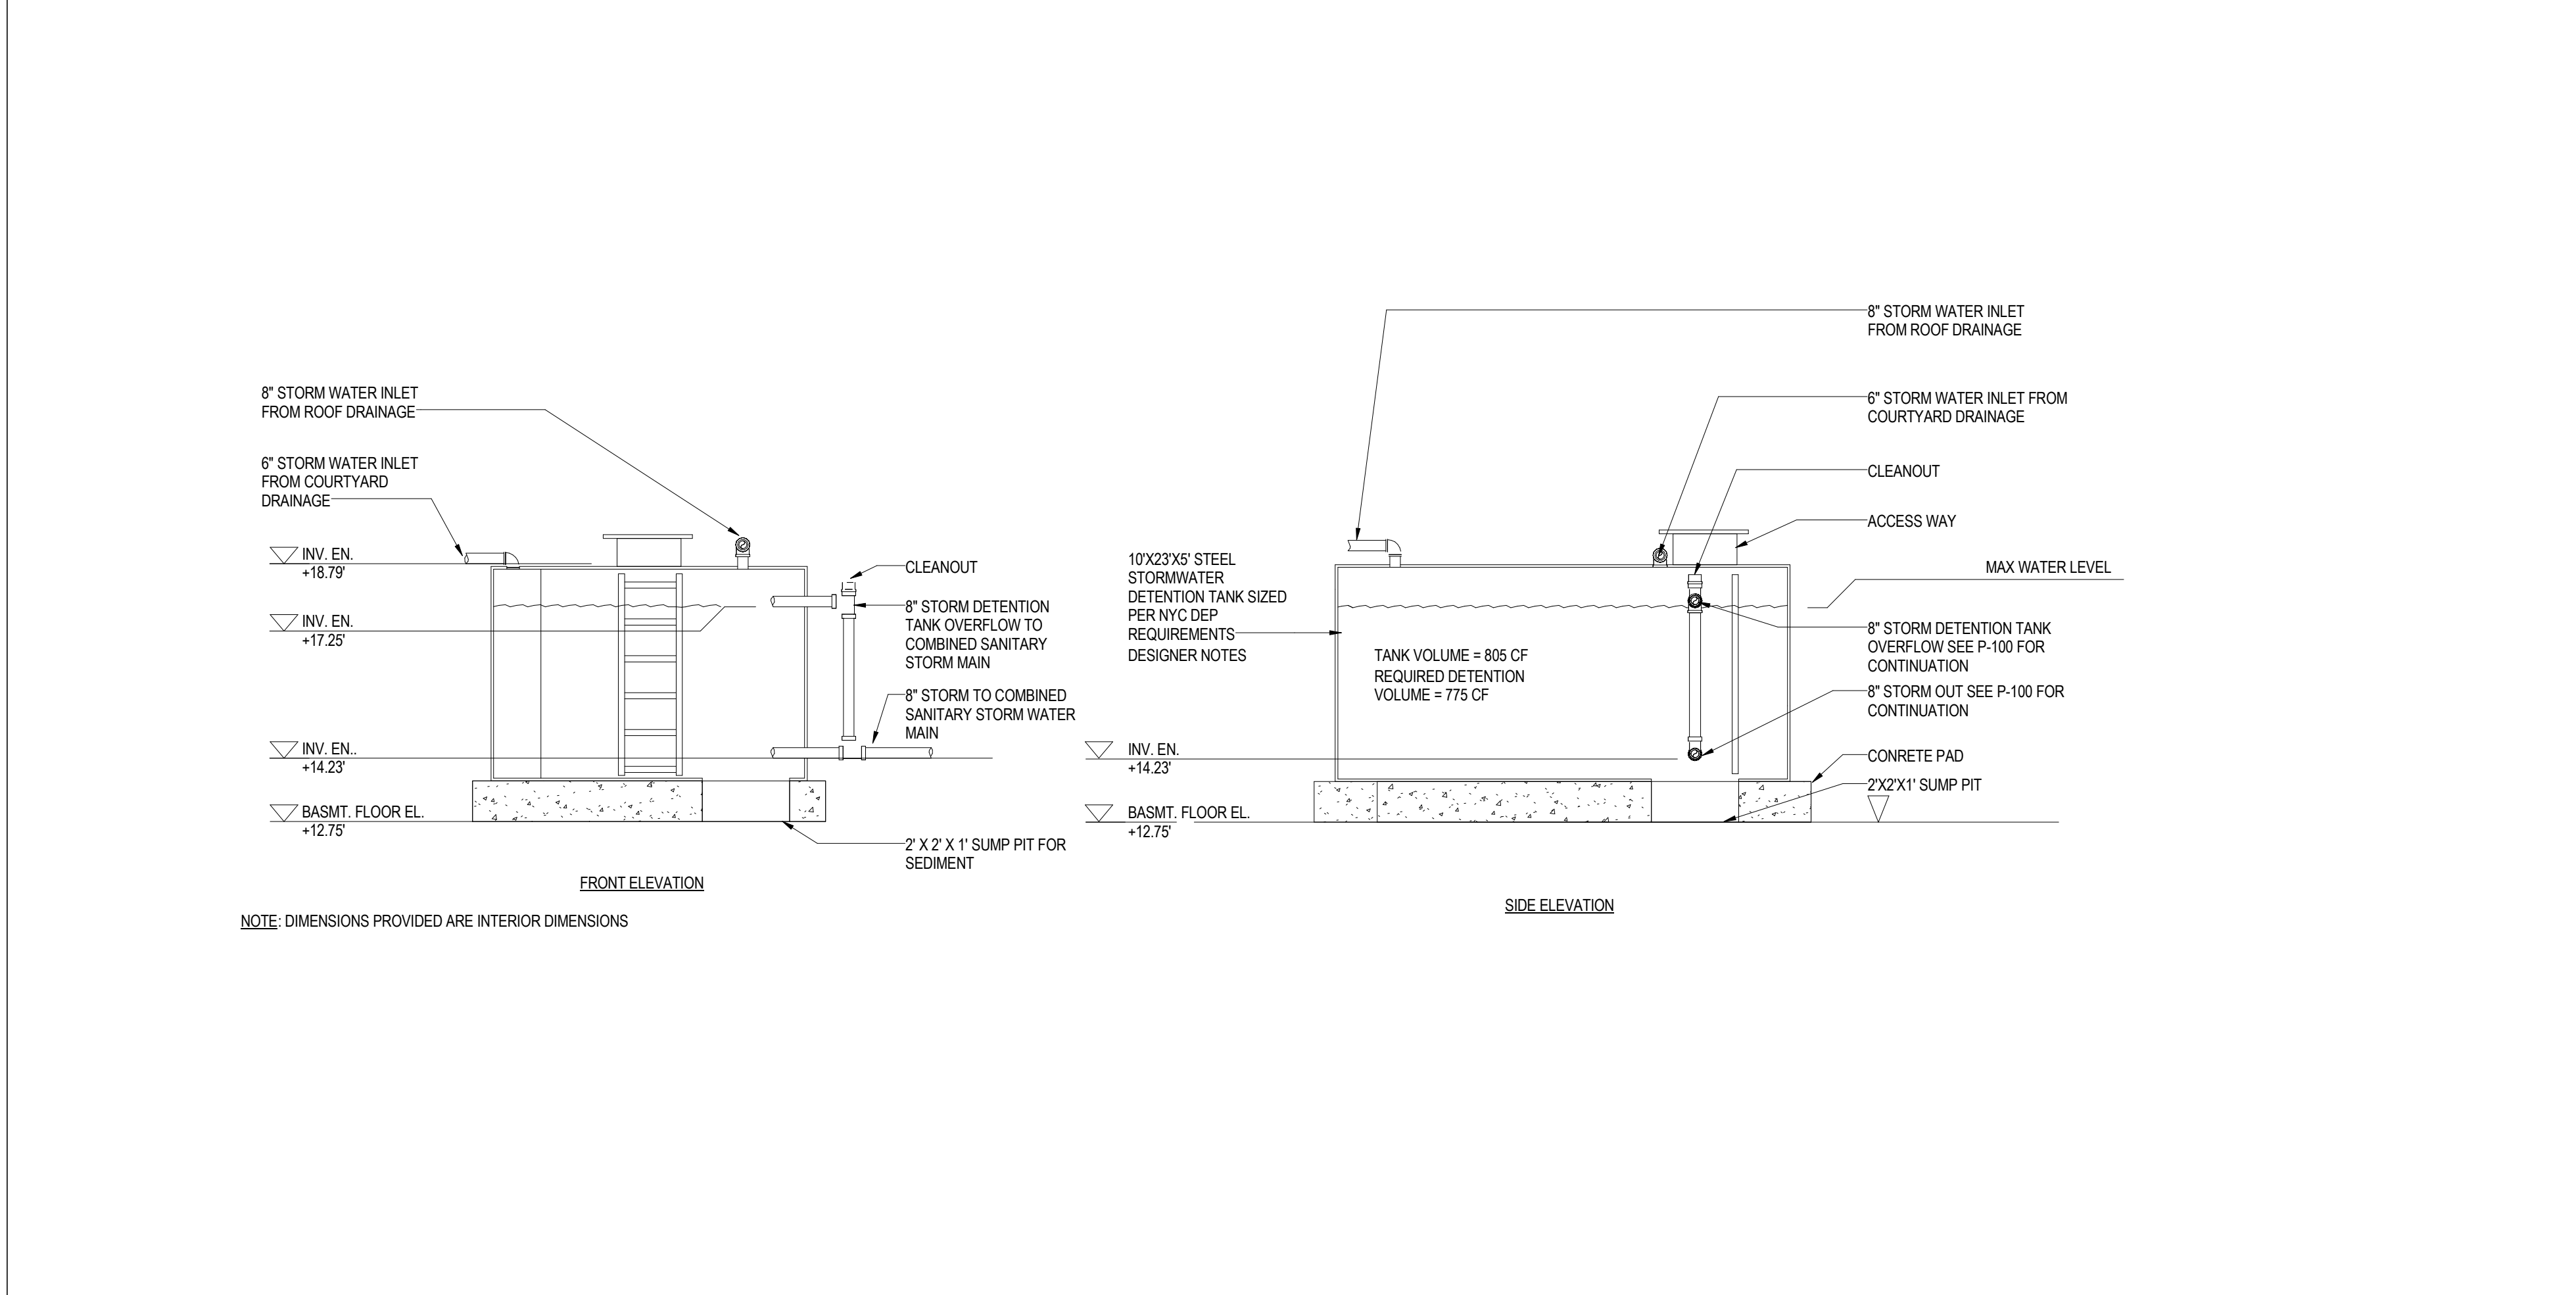 8" STORM WATER INLET
FROM ROOF DRAINAGE
6" STORM WATER INLET
FROM COURTYARD
DRAINAGE
INV. EN.
+18.79'
INV. EN.
+17.25'
INV. EN..
+14.23'
BASMT. FLOOR EL.
+12.75'
CLEANOUT
8" STORM DETENTION
TANK OVERFLOW TO
COMBINED SANITARY
STORM MAIN
8" STORM TO COMBINED
SANITARY STORM WATER
MAIN
2' X 2' X 1' SUMP PIT FOR
SEDIMENT
FRONT ELEVATION
NOTE: DIMENSIONS PROVIDED ARE INTERIOR DIMENSIONS
10'X23'X5' STEEL
STORMWATER
DETENTION TANK SIZED
PER NYC DEP
REQUIREMENTS
DESIGNER NOTES
INV. EN.
+14.23'
BASMT. FLOOR EL.
+12.75'
TANK VOLUME = 805 CF
REQUIRED DETENTION
VOLUME = 775 CF
8" STORM WATER INLET
FROM ROOF DRAINAGE
6" STORM WATER INLET FROM
COURTYARD DRAINAGE
CLEANOUT
ACCESS WAY
MAX WATER LEVEL
8" STORM DETENTION TANK
OVERFLOW SEE P-100 FOR
CONTINUATION
8" STORM OUT SEE P-100 FOR
CONTINUATION
CONRETE PAD
2'X2'X1' SUMP PIT
SIDE ELEVATION